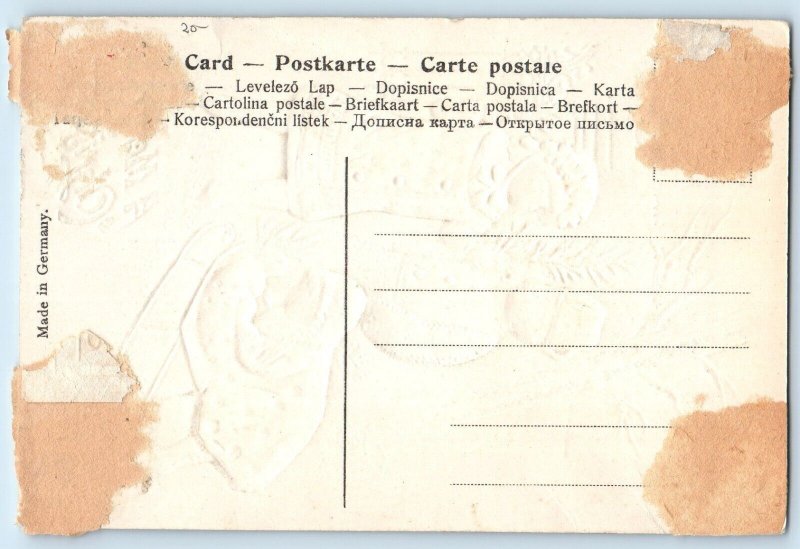 20-
Card — Postkarte — Carte postale
— Levelező Lap — Dopisnice — Dopisnica — Karta
— Cartolina postale — Briefkaart — Carta postala — Brefkort —
— Korespondenční lístek — Дописна карта — Открытое письмо
Made in Germany.